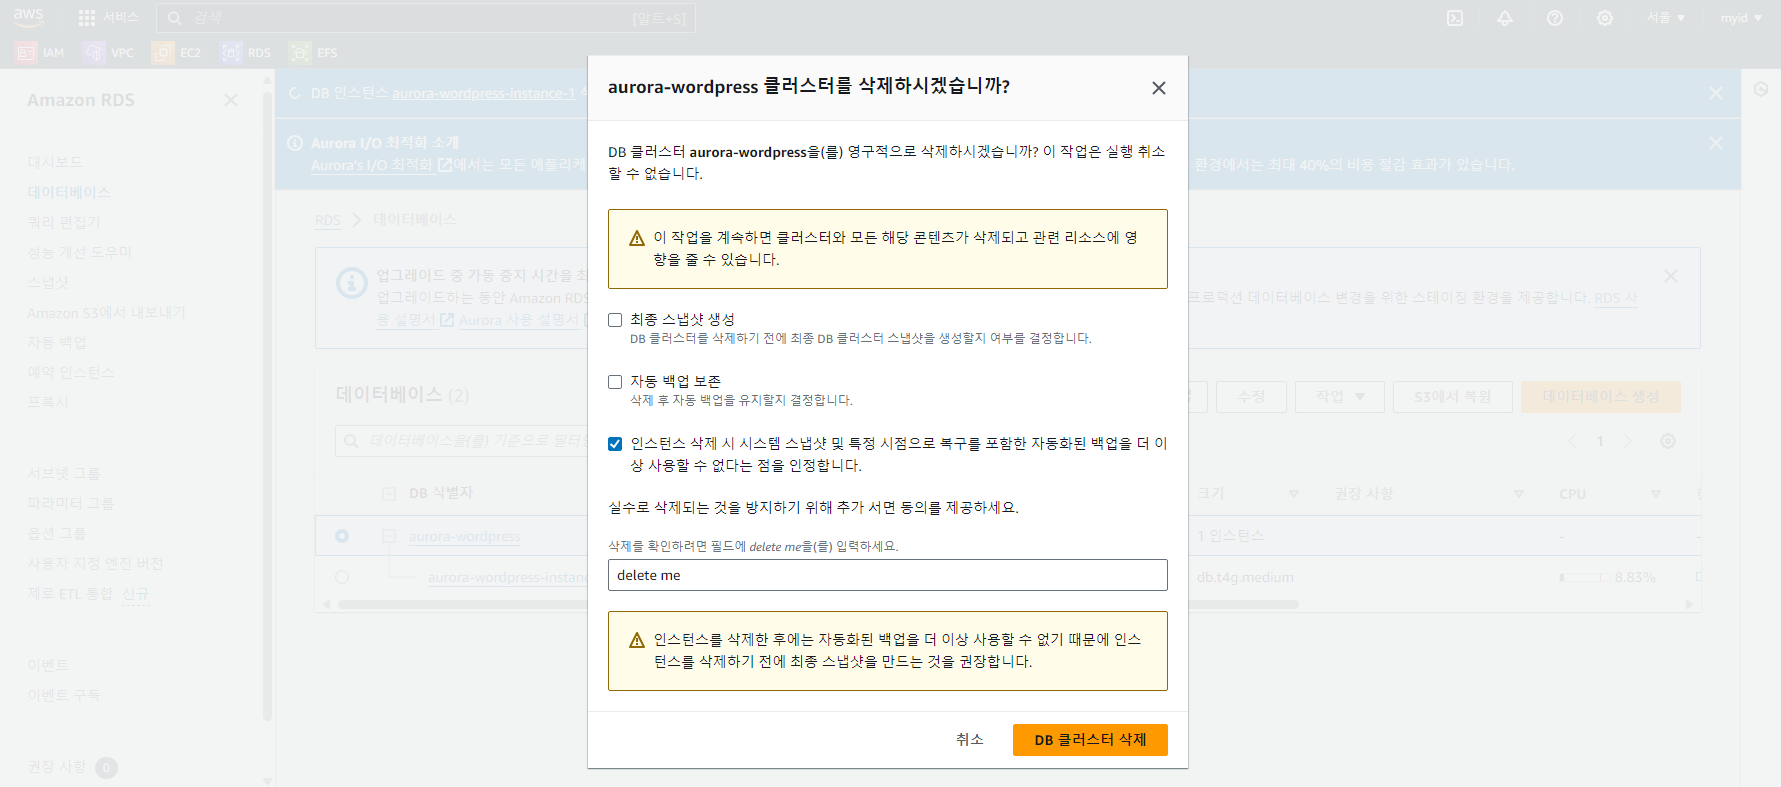 aws
서비스
검색
[알트+S]
서울
myid
IAM
VPC
EC2
RDS
EFS
Amazon RDS
대시보드
데이터베이스
쿼리 편집기
성능 개선 도우미
스냅샷
Amazon S3에서 내보내기
자동 백업
예약 인스턴스
프록시
서브넷 그룹
파라미터 그룹
옵션 그룹
사용자 지정 엔진 버전
제로 ETL 통합 신규
이벤트
이벤트 구독
권장 사항 0
DB 인스턴스 aurora-wordpress-instance-1
Aurora I/O 최적화 소개
Aurora's I/O 최적화 에서는 모든 애플리케
환경에서는 최대 40%의 비용 절감 효과가 있습니다.
RDS
데이터베이스
업그레이드 중 가동 중지 시간을 최
업그레이드하는 동안 Amazon RDS
프로덕션 데이터베이스 변경을 위한 스테이징 환경을 제공합니다. RDS 사
용 설명서 Aurora 사용 설명서
데이터베이스 (2)
수정
작업
S3에서 복원
데이터베이스 생성
데이터베이스을(를) 기준으로 필터링
1
DB 식별자
크기
권장 사항
CPU
aurora-wordpress
1 인스턴스
-
-
aurora-wordpress-instanc
db.t4g.medium
8.83%
aurora-wordpress 클러스터를 삭제하시겠습니까?
DB 클러스터 aurora-wordpress을(를) 영구적으로 삭제하시겠습니까? 이 작업은 실행 취소
할 수 없습니다.
이 작업을 계속하면 클러스터와 모든 해당 콘텐츠가 삭제되고 관련 리소스에 영
향을 줄 수 있습니다.
최종 스냅샷 생성
DB 클러스터를 삭제하기 전에 최종 DB 클러스터 스냅샷을 생성할지 여부를 결정합니다.
자동 백업 보존
삭제 후 자동 백업을 유지할지 결정합니다.
인스턴스 삭제 시 시스템 스냅샷 및 특정 시점으로 복구를 포함한 자동화된 백업을 더 이
상 사용할 수 없다는 점을 인정합니다.
실수로 삭제되는 것을 방지하기 위해 추가 서면 동의를 제공하세요.
삭제를 확인하려면 필드에 delete me을(를) 입력하세요.
delete me
인스턴스를 삭제한 후에는 자동화된 백업을 더 이상 사용할 수 없기 때문에 인스
턴스를 삭제하기 전에 최종 스냅샷을 만드는 것을 권장합니다.
취소
DB 클러스터 삭제